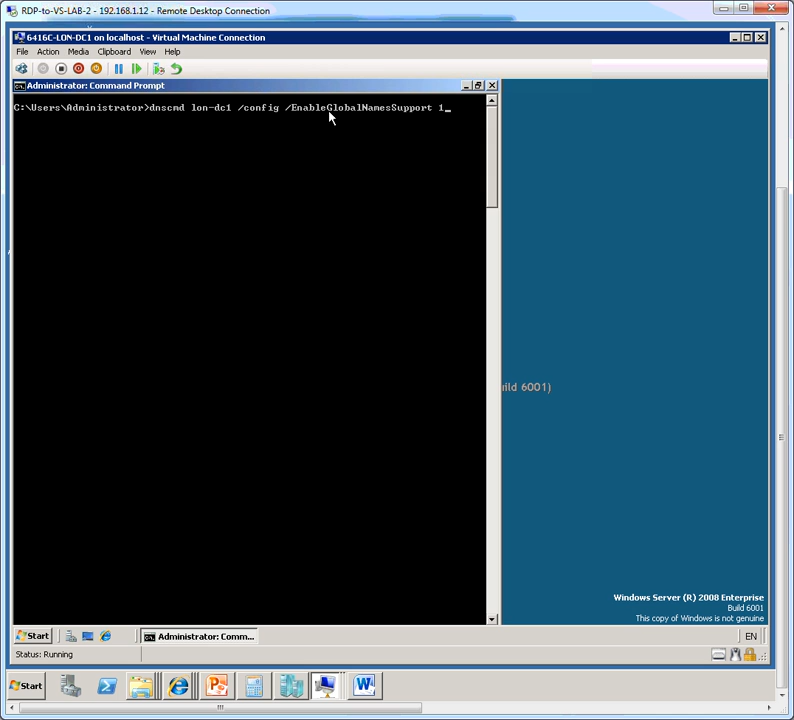 RDP-to-VS-LAB-2 - 192.168.1.12 - Remote Desktop Connection
6416C-LON-DC1 on localhost - Virtual Machine Connection
File Action Media Clipboard View Help
Administrator: Command Prompt
C:\Users\Administrator>dnscmd lon-dc1 /config /EnableGlobalNamesSupport 1_
uild 6001)
Windows Server (R) 2008 Enterprise
Build 6001
This copy of Windows is not genuine
Start Administrator: Comm... EN
Status: Running
Start